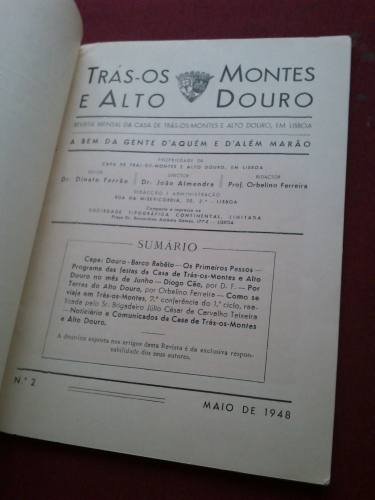 TRÁS-OS MONTES
E ALTO DOURO
REVISTA MENSAL DA CASA DE TRÁS-OS-MONTES E ALTO DOURO, EM LISBOA
A BEM DA GENTE D'AQUÉM E D'ALÉM MARÃO
PROPRIEDADE DA
CASA DE TRÁS-OS-MONTES E ALTO DOURO, EM LISBOA
EDITOR
Dr. Dinato Ferrão
DIRECTOR
Dr. João Almendra
REDACTOR
Prof. Orbelino Ferreira
REDACÇÃO E ADMINISTRAÇÃO
RUA DA MISERICÓRDIA, 20, 2.º - LISBOA
Composto e impresso na
SOCIEDADE TIPOGRÁFICA CONTINENTAL, LIMITADA
LISBOA
SUMÁRIO
Capa: Douro-Barco Rabêlo — Os Primeiros Passos —
Programa das festas da Casa de Trás-os-Montes e Alto
Douro no mês de Junho — Diogo Cão, por D. F. — Por
Terras do Alto Douro, por Orbelino Ferreira — Como se
viaja em Trás-os-Montes, 2.ª conferência do 1.º ciclo, rea-
lizada pelo Sr. Brigadeiro Júlio César de Carvalho Teixeira
— Noticiário e Comunicados da Casa de Trás-os-Montes
e Alto Douro.
A doutrina exposta nos artigos desta Revista é da exclusiva respon-
sabilidade dos seus autores.
N.º 2
MAIO DE 1948